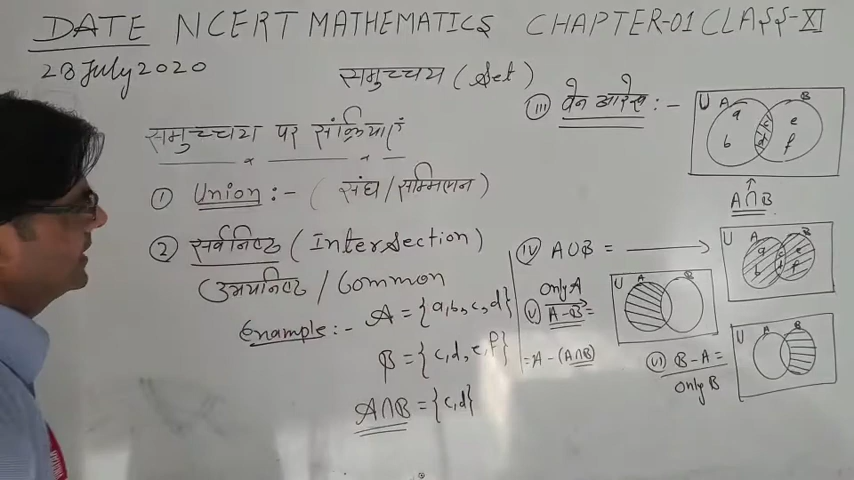 DATE NCERT MATHEMATICS CHAPTER-01 CLASS-XI
28 July 2020
समुच्चय (Set)
समुच्चय पर संक्रियाएं
① Union :- ( संघ/सम्मिलन)
② सर्वनिष्ट (InterSection)
उभयनिष्ट / Common
Example :- A = {a,b,c,d}
B = {c,d,e,f}
A∩B = {c,d}
(iii) वेन आरेख :-
U A B
a c e
b d f
A∩B
(iv) A∪B =
U A B
a c e
b d f
only A
(v) A-B =
= A-(A∩B)
U A B
(vi) B-A =
only B
U A B